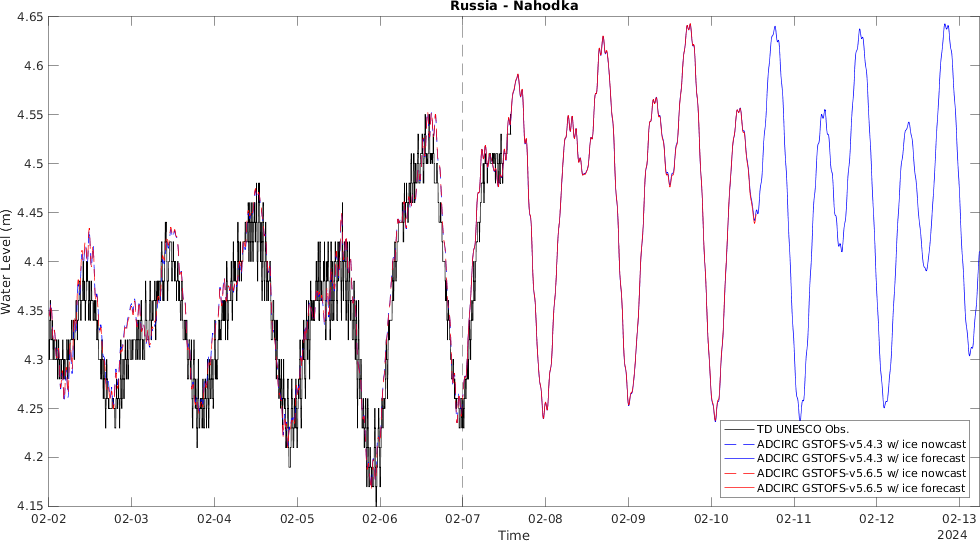 Russia - Nahodka
4.65
4.6
4.55
4.5
4.45
4.4
4.35
4.3
4.25
4.2
4.15
Water Level (m)
TD UNESCO Obs.
ADCIRC GSTOFS-v5.4.3 w/ ice nowcast
ADCIRC GSTOFS-v5.4.3 w/ ice forecast
ADCIRC GSTOFS-v5.6.5 w/ ice nowcast
ADCIRC GSTOFS-v5.6.5 w/ ice forecast
02-02 02-03 02-04 02-05 02-06 02-07 02-08 02-09 02-10 02-11 02-12 02-13
Time
2024